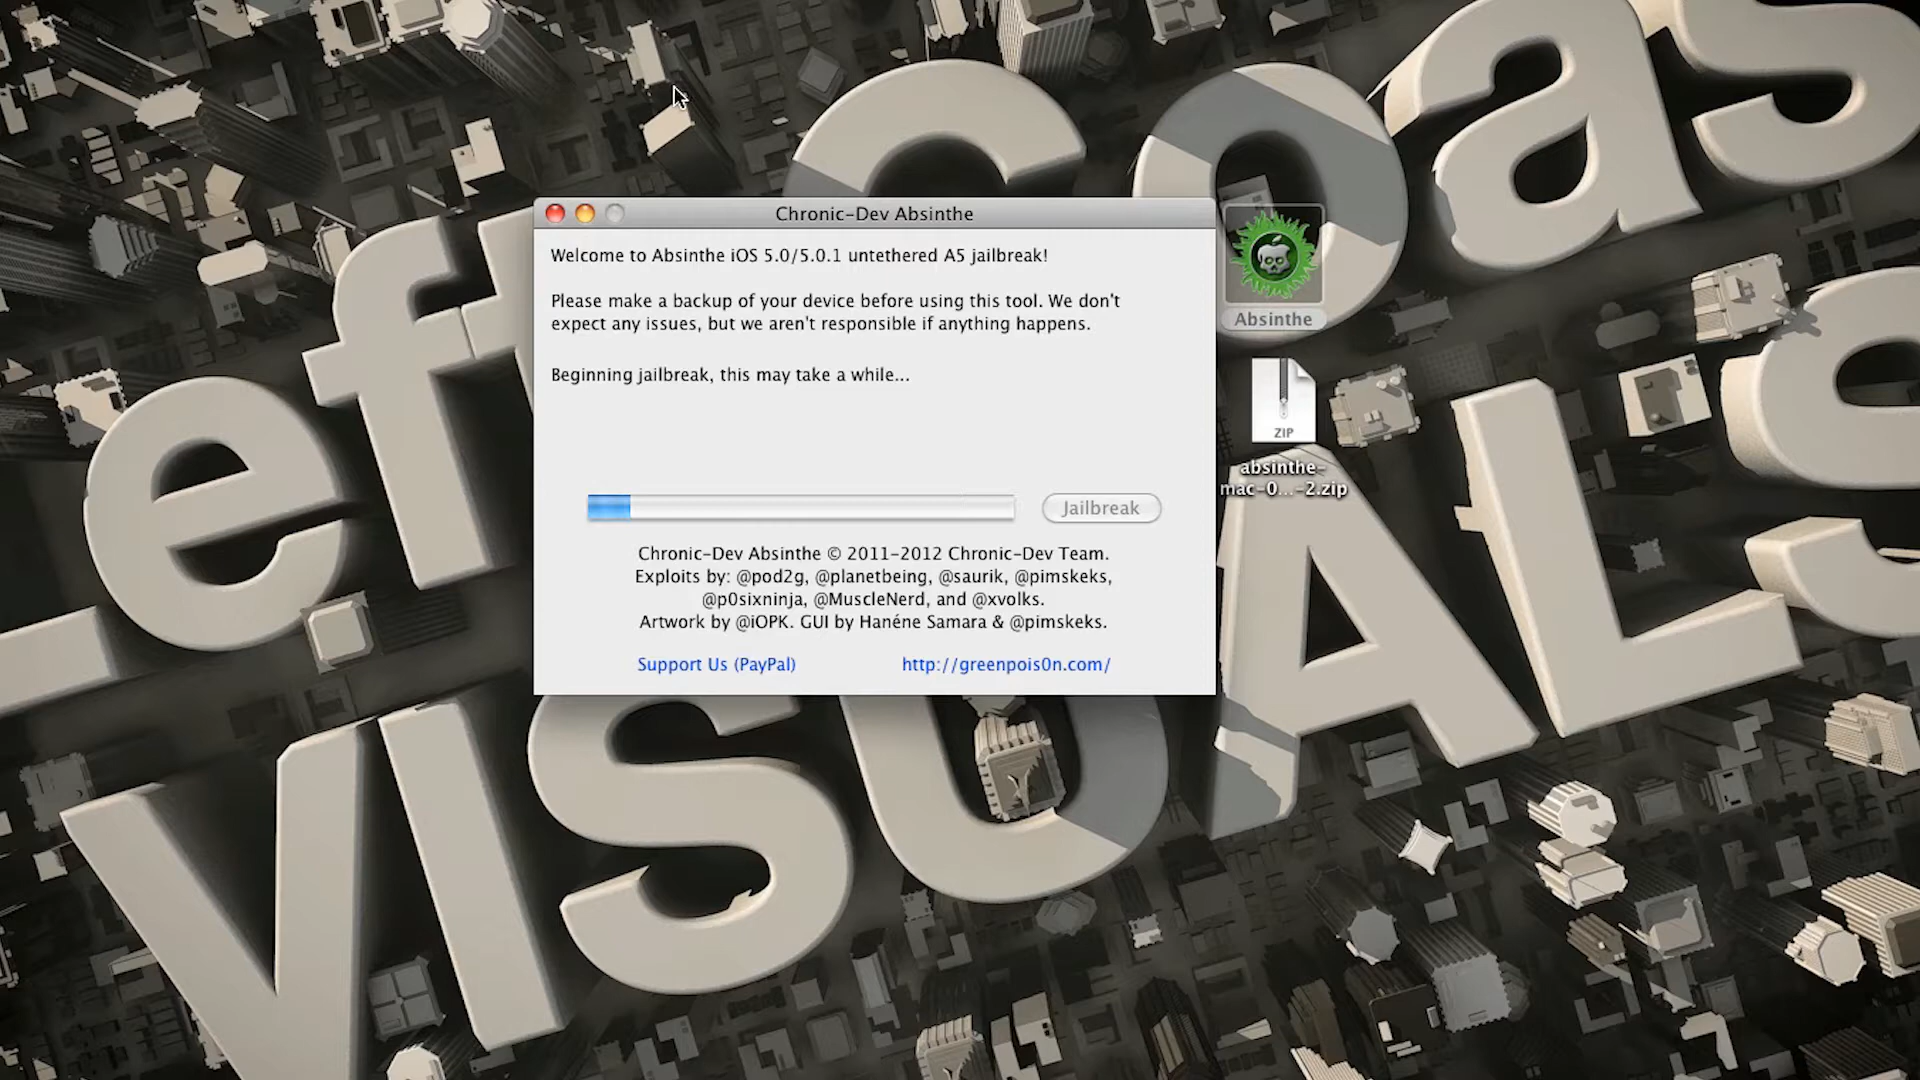 Left Coast
VISUALS
Chronic-Dev Absinthe
Welcome to Absinthe iOS 5.0/5.0.1 untethered A5 jailbreak!
Please make a backup of your device before using this tool. We don't
expect any issues, but we aren't responsible if anything happens.
Beginning jailbreak, this may take a while...
Jailbreak
Chronic-Dev Absinthe © 2011-2012 Chronic-Dev Team.
Exploits by: @pod2g, @planetbeing, @saurik, @pimskeks,
@p0sixninja, @MuscleNerd, and @xvolks.
Artwork by @iOPK. GUI by Hanéne Samara & @pimskeks.
Support Us (PayPal)
http://greenpois0n.com/
Absinthe
ZIP
absinthe-
mac-0...-2.zip